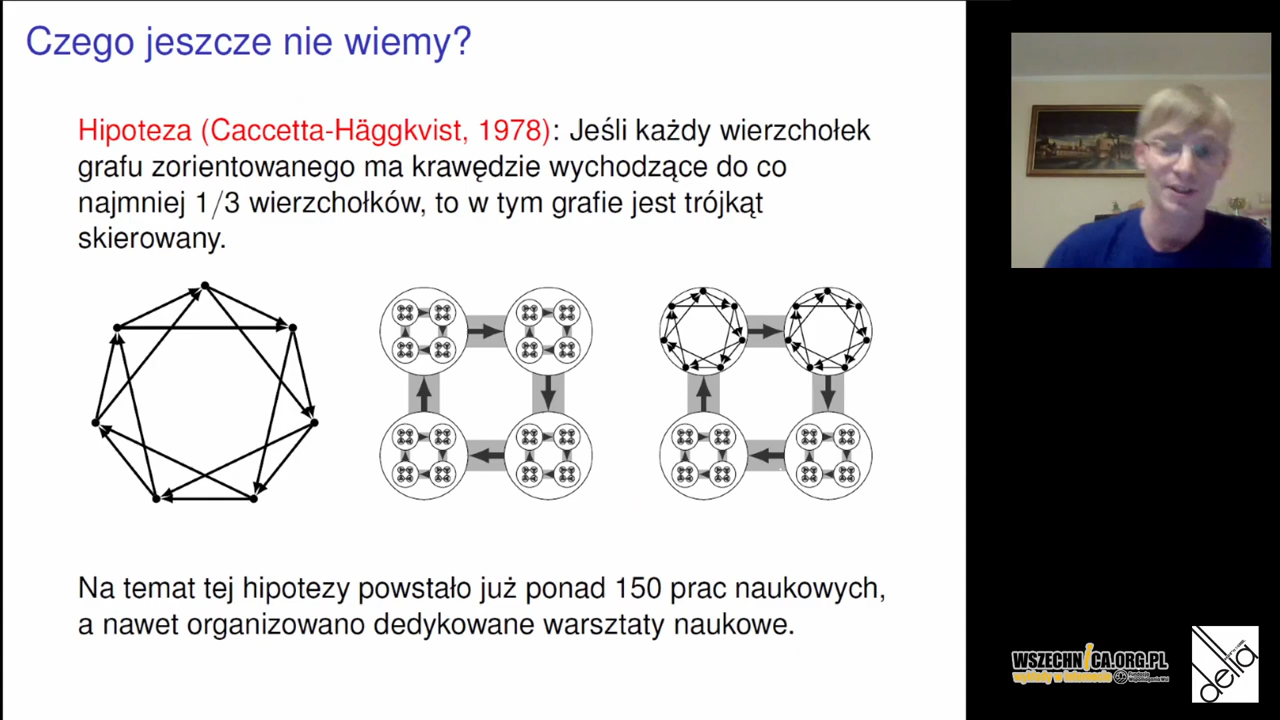 Czego jeszcze nie wiemy?
Hipoteza (Caccetta-Häggkvist, 1978): Jeśli każdy wierzchołek
grafu zorientowanego ma krawędzie wychodzące do co
najmniej 1/3 wierzchołków, to w tym grafie jest trójkąt
skierowany.
Na temat tej hipotezy powstało już ponad 150 prac naukowych,
a nawet organizowano dedykowane warsztaty naukowe.
WSZECHNICA.ORG.PL
wykłady w internecie
delta